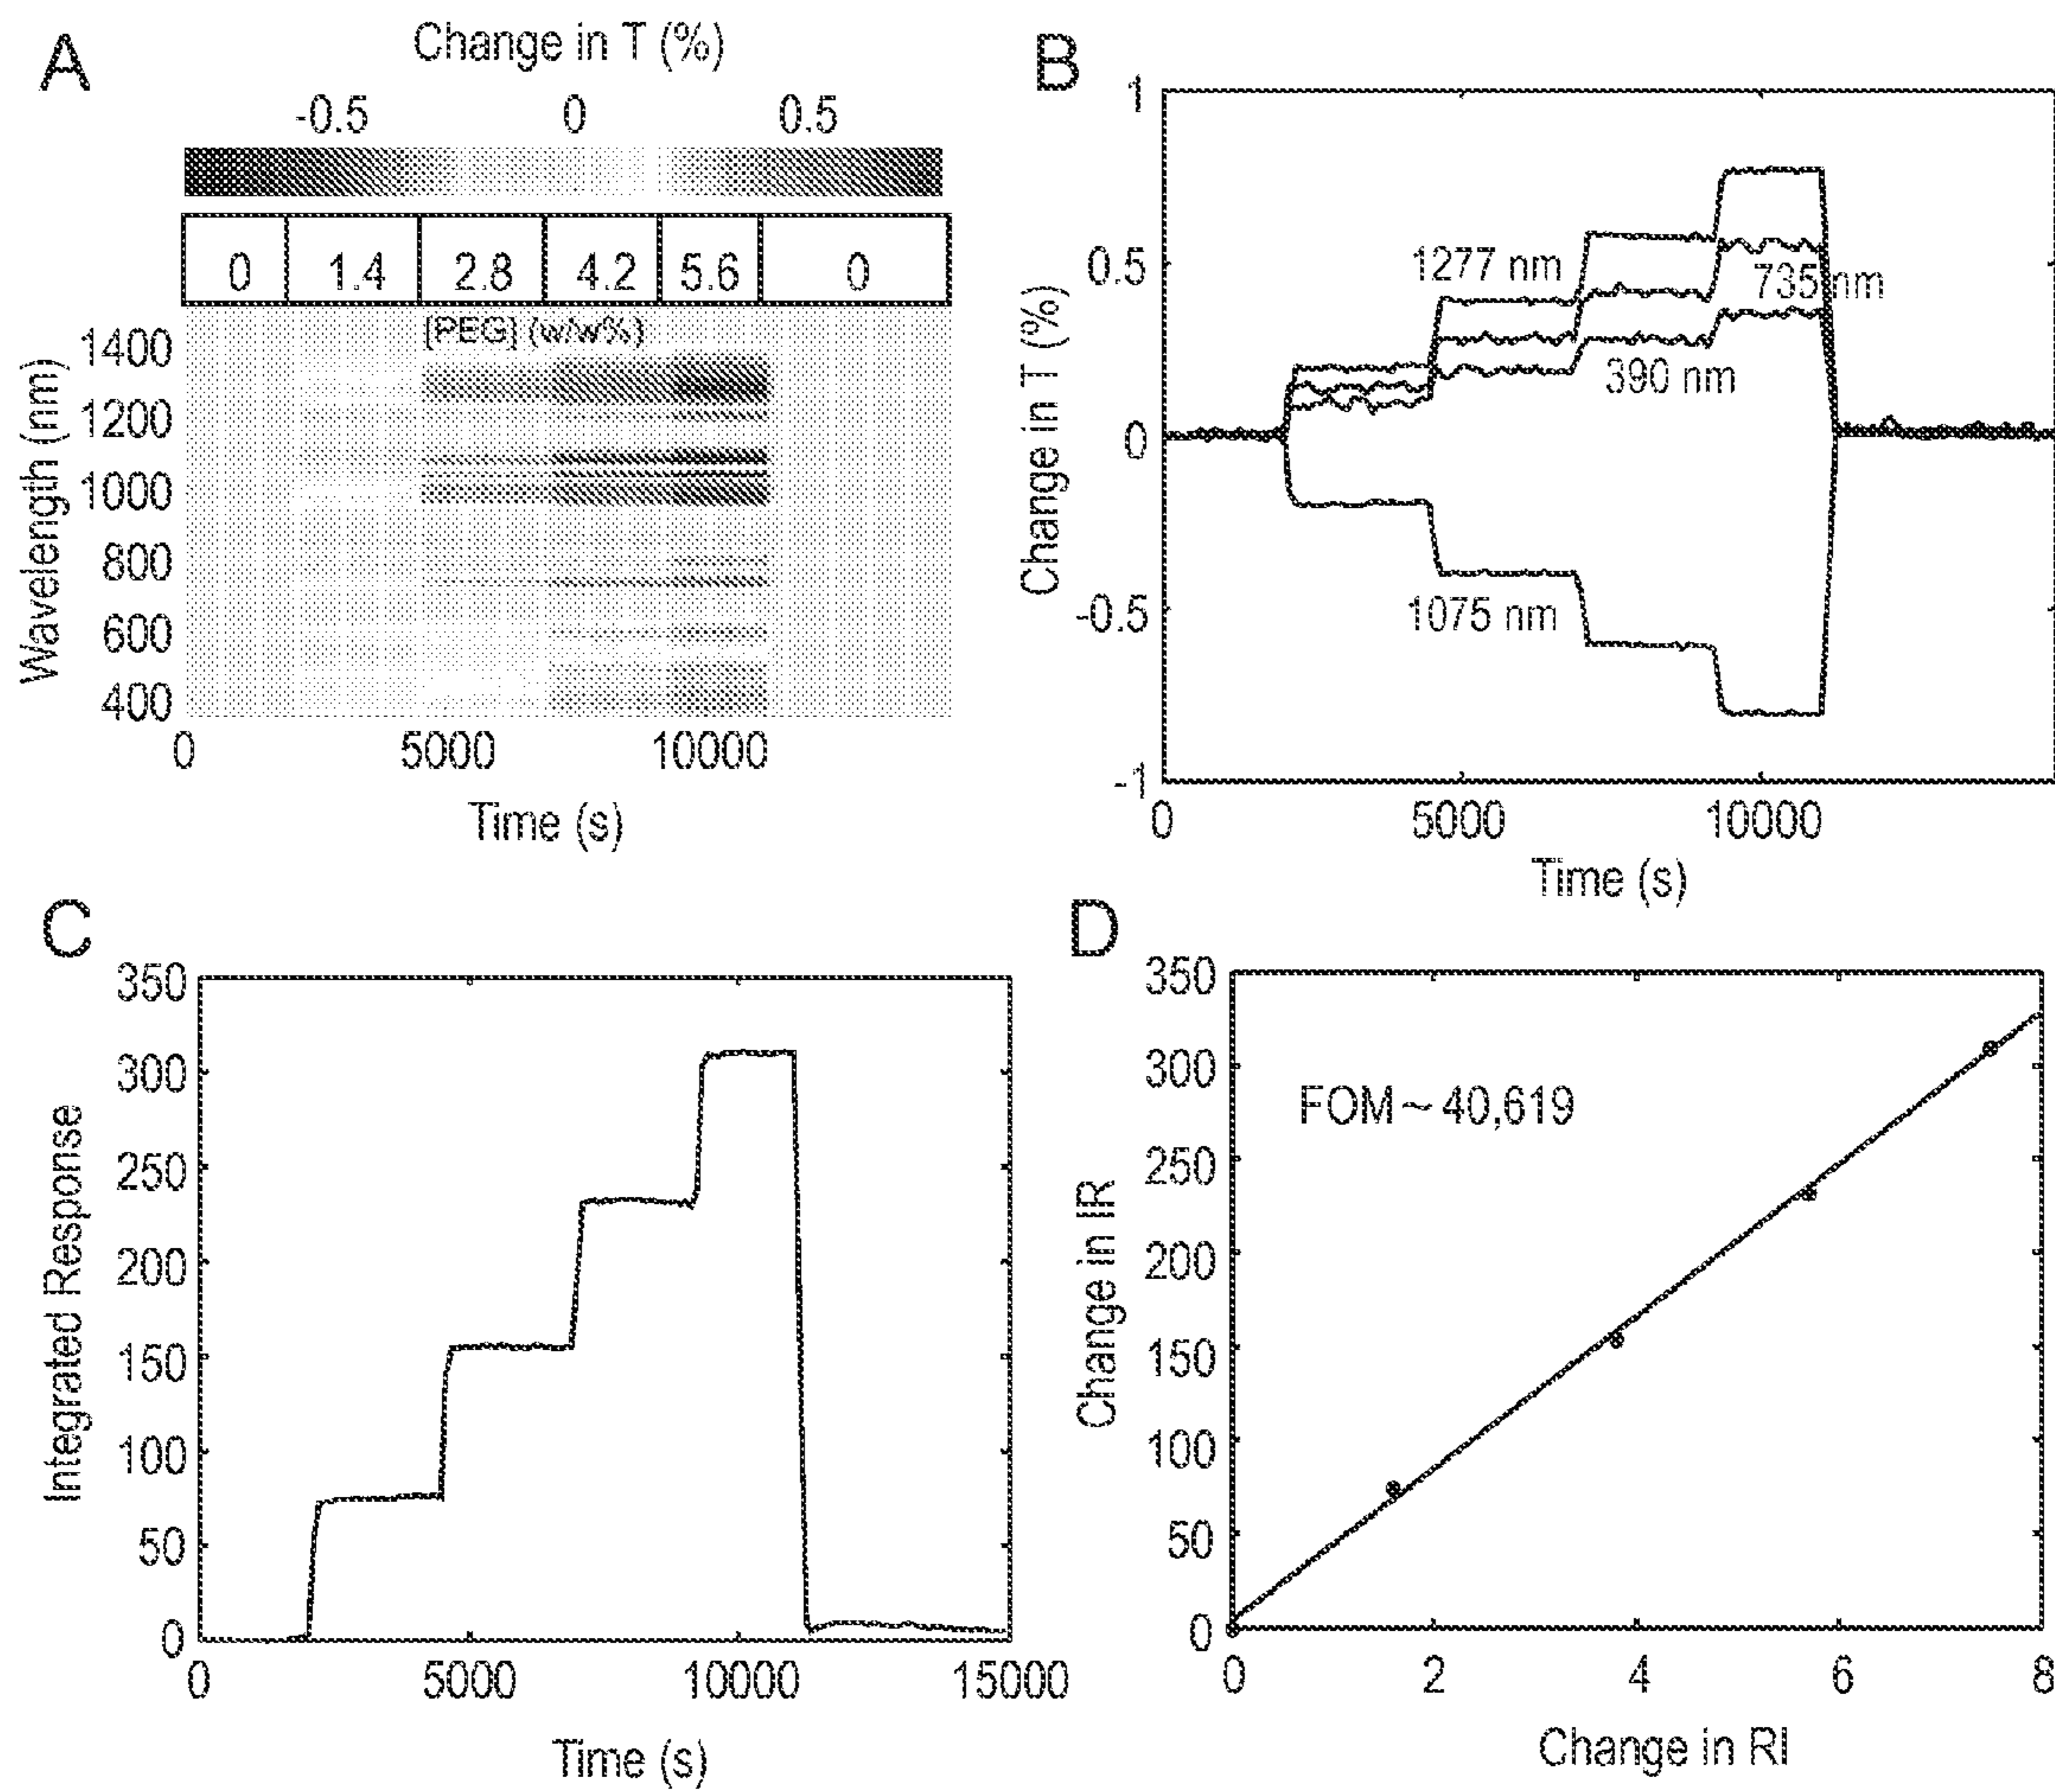 A
Change in T (%)
-0.5 0 0.5
0 1.4 2.8 4.2 5.6 0
[PEG] (w/w%)
1400
1200
1000
800
600
400
Wavelength (nm)
0 5000 10000
Time (s)
B
1
0.5
0
-0.5
-1
Change in T (%)
1277 nm
735 nm
390 nm
1075 nm
0 5000 10000
Time (s)
C
350
300
250
200
150
100
50
0
Integrated Response
0 5000 10000 15000
Time (s)
D
350
300
250
200
150
100
50
0
Change in IR
FOM ~ 40,619
0 2 4 6 8
Change in RI